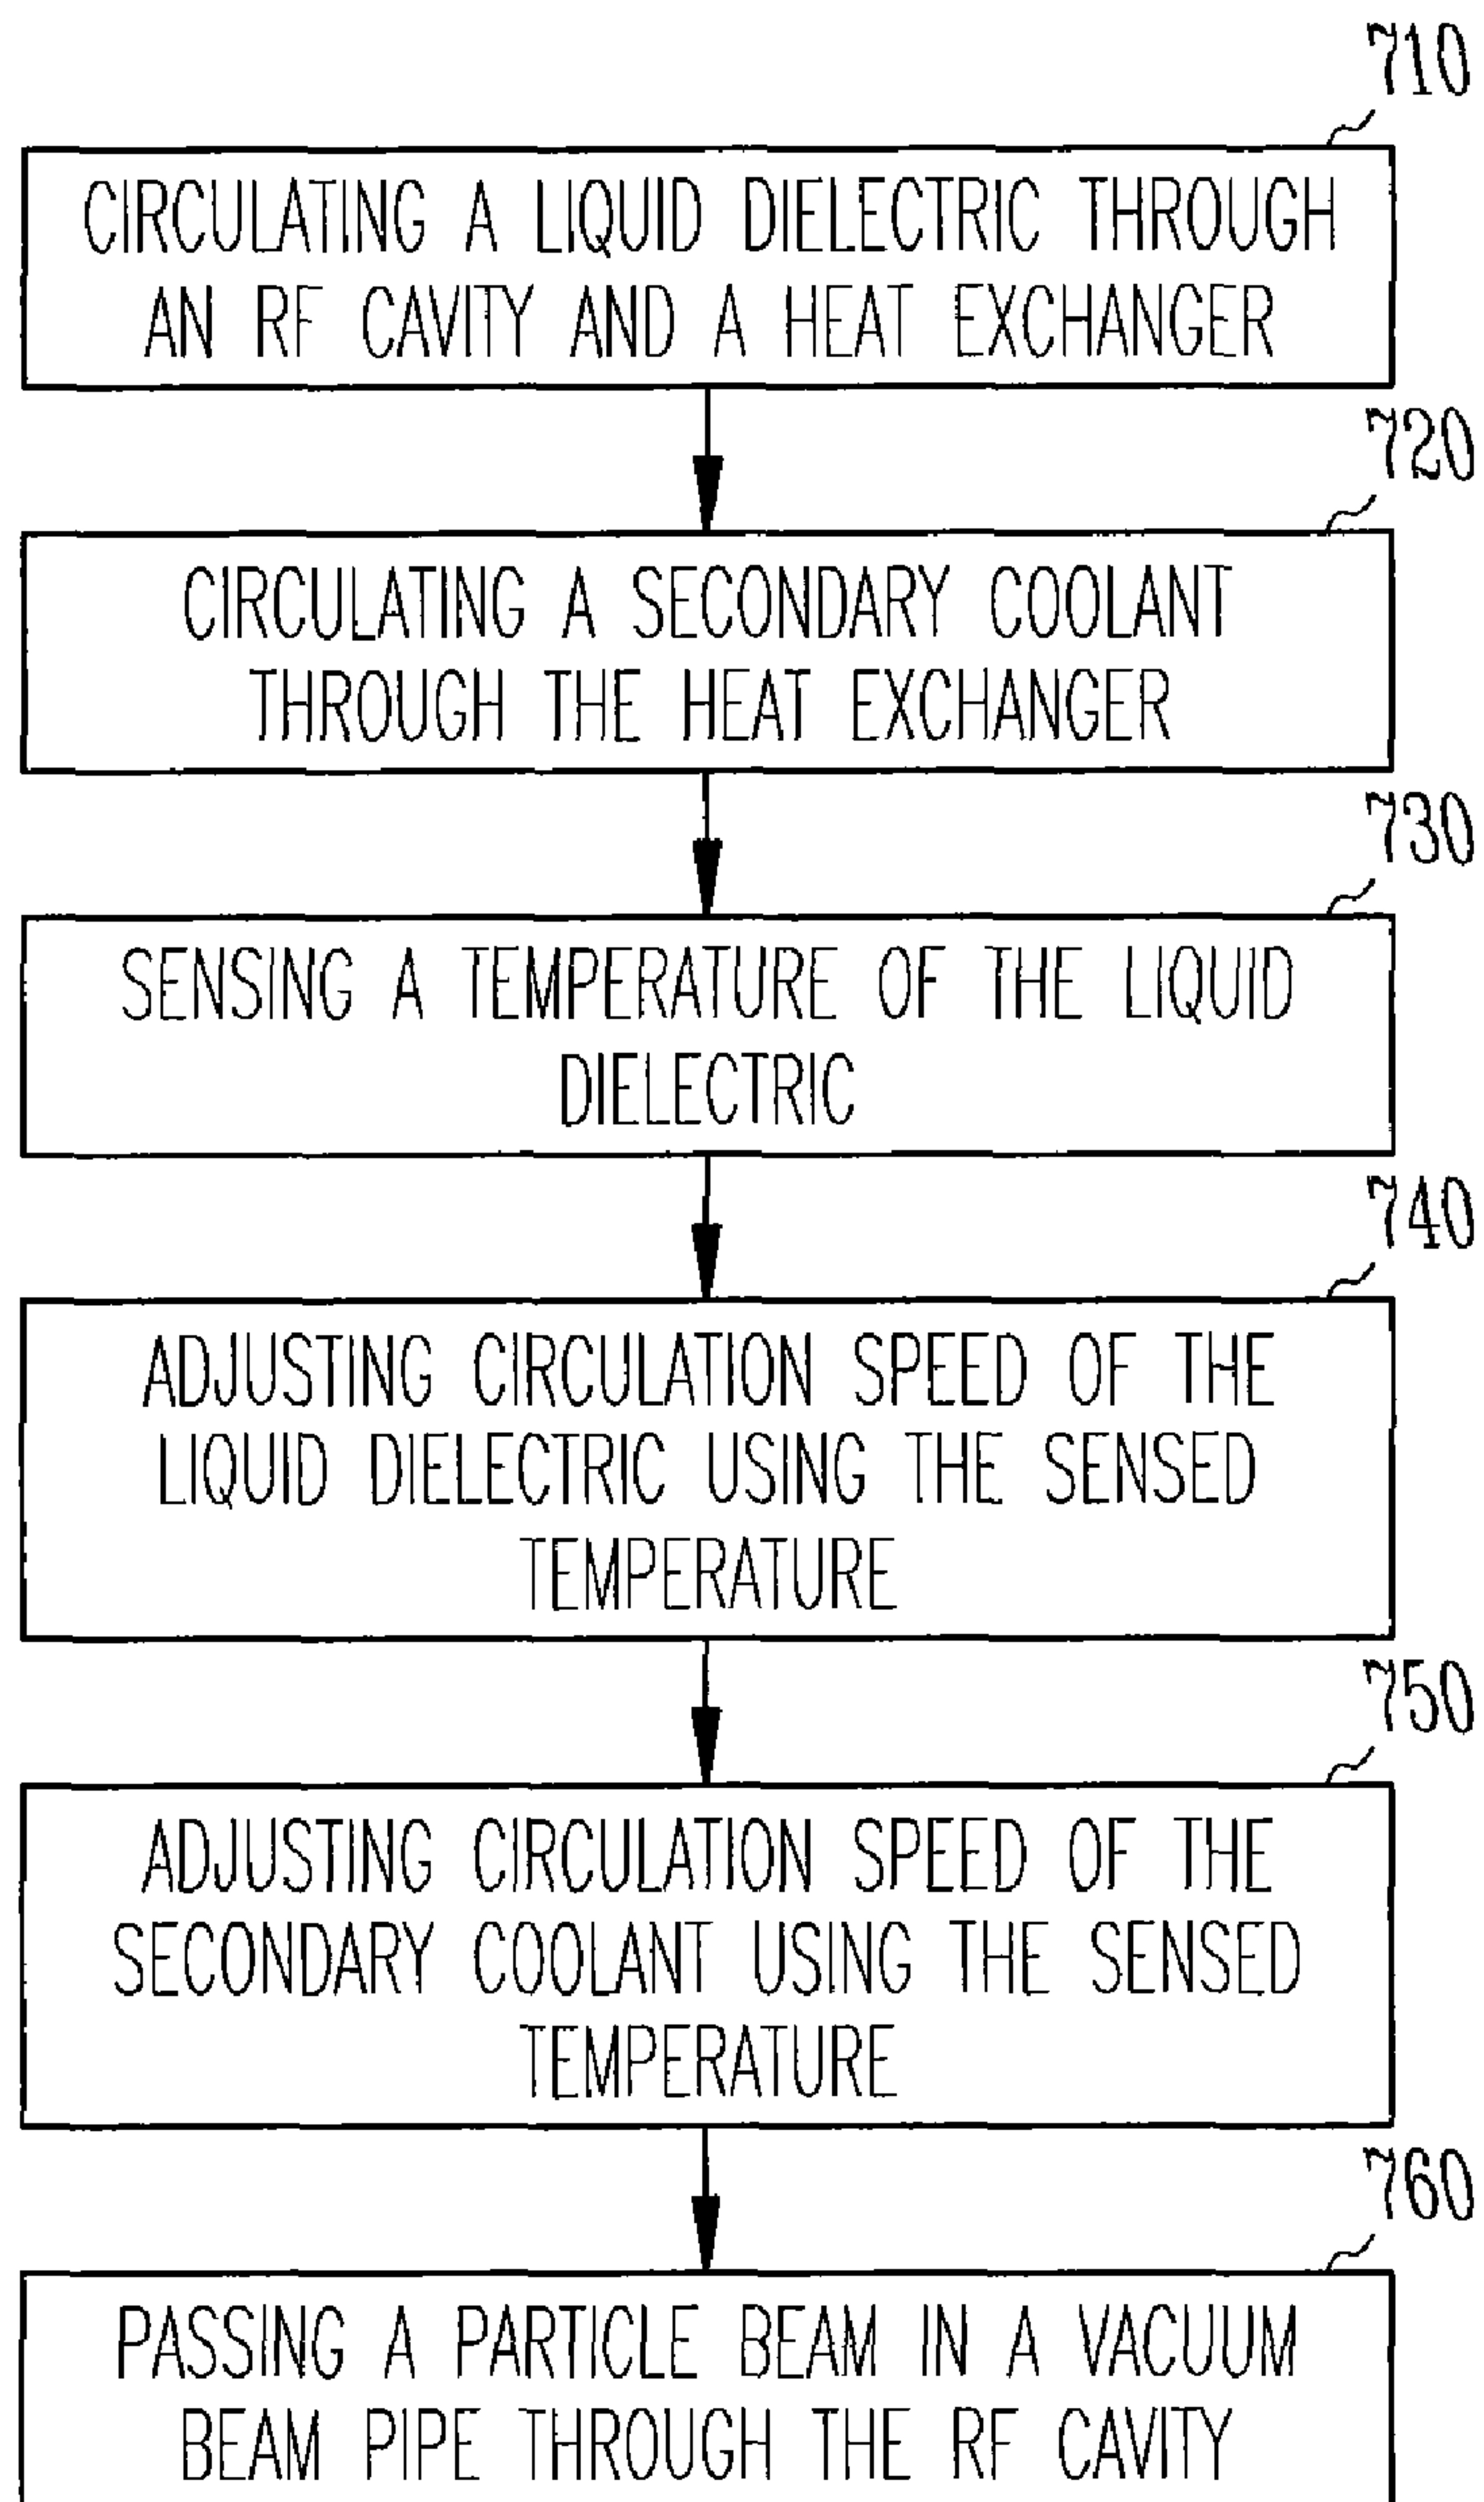 710
CIRCULATING A LIQUID DIELECTRIC THROUGH
AN RF CAVITY AND A HEAT EXCHANGER
720
CIRCULATING A SECONDARY COOLANT
THROUGH THE HEAT EXCHANGER
730
SENSING A TEMPERATURE OF THE LIQUID
DIELECTRIC
740
ADJUSTING CIRCULATION SPEED OF THE
LIQUID DIELECTRIC USING THE SENSED
TEMPERATURE
750
ADJUSTING CIRCULATION SPEED OF THE
SECONDARY COOLANT USING THE SENSED
TEMPERATURE
760
PASSING A PARTICLE BEAM IN A VACUUM
BEAM PIPE THROUGH THE RF CAVITY